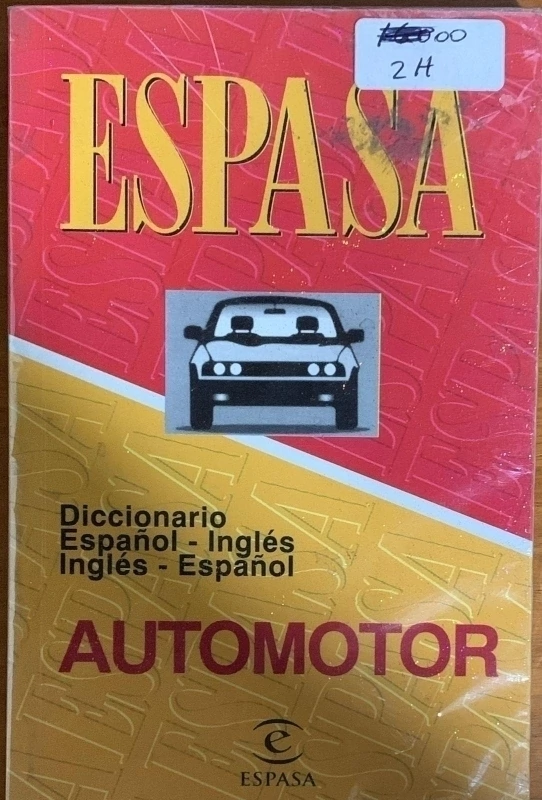 2H
ESPASA
Diccionario
Español - Inglés
Inglés - Español
AUTOMOTOR
e
ESPASA